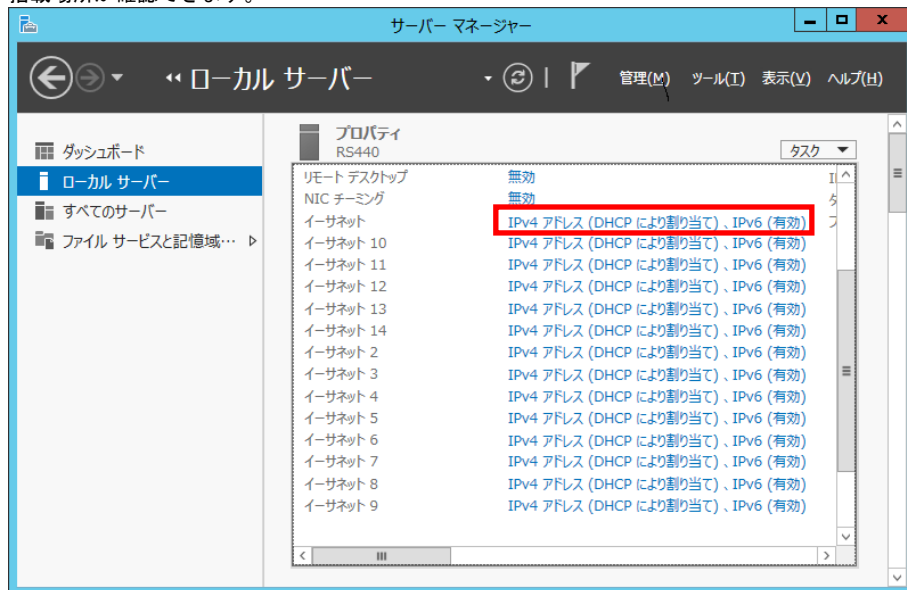 サーバー マネージャー
ローカル サーバー
管理(M) ツール(T) 表示(V) ヘルプ(H)
ダッシュボード
ローカル サーバー
すべてのサーバー
ファイル サービスと記憶域…
プロパティ
RS440
タスク
リモート デスクトップ 無効
NIC チーミング 無効
イーサネット IPv4 アドレス (DHCP により割り当て)、IPv6 (有効)
イーサネット 10 IPv4 アドレス (DHCP により割り当て)、IPv6 (有効)
イーサネット 11 IPv4 アドレス (DHCP により割り当て)、IPv6 (有効)
イーサネット 12 IPv4 アドレス (DHCP により割り当て)、IPv6 (有効)
イーサネット 13 IPv4 アドレス (DHCP により割り当て)、IPv6 (有効)
イーサネット 14 IPv4 アドレス (DHCP により割り当て)、IPv6 (有効)
イーサネット 2 IPv4 アドレス (DHCP により割り当て)、IPv6 (有効)
イーサネット 3 IPv4 アドレス (DHCP により割り当て)、IPv6 (有効)
イーサネット 4 IPv4 アドレス (DHCP により割り当て)、IPv6 (有効)
イーサネット 5 IPv4 アドレス (DHCP により割り当て)、IPv6 (有効)
イーサネット 6 IPv4 アドレス (DHCP により割り当て)、IPv6 (有効)
イーサネット 7 IPv4 アドレス (DHCP により割り当て)、IPv6 (有効)
イーサネット 8 IPv4 アドレス (DHCP により割り当て)、IPv6 (有効)
イーサネット 9 IPv4 アドレス (DHCP により割り当て)、IPv6 (有効)